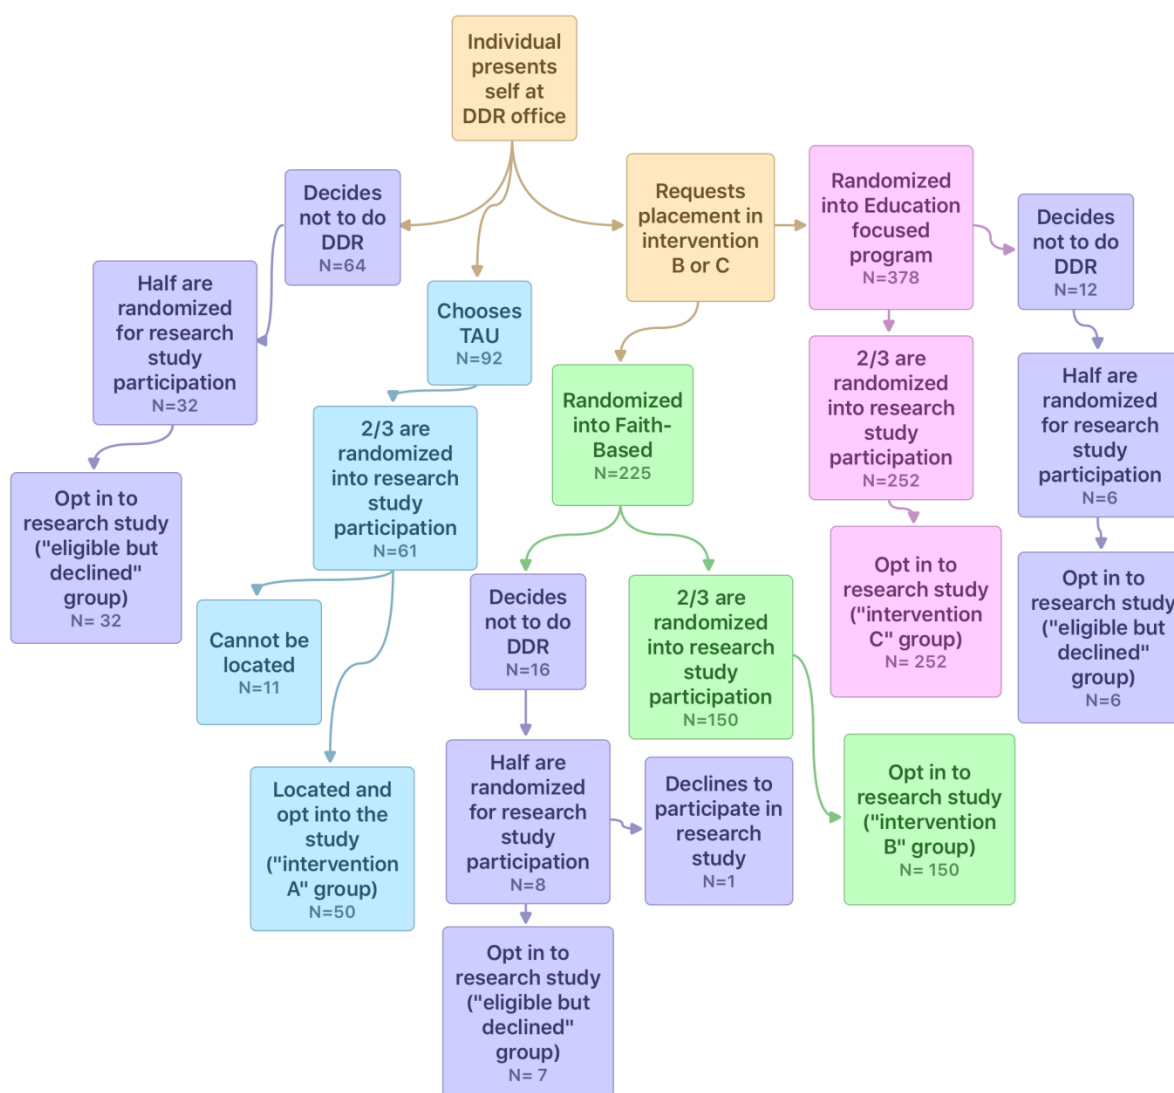 Individual
presents
self at
DDR office
Decides
not to do
DDR
N=64
Requests
placement in
intervention
B or C
Randomized
into Education
focused
program
N=378
Decides
not to do
DDR
N=12
Half are
randomized
for research
study
participation
N=32
Chooses
TAU
N=92
Randomized
into Faith-
Based
N=225
2/3 are
randomized
into research
study
participation
N=252
Half are
randomized
for research
study
participation
N=6
Opt in to
research study
("eligible but
declined"
group)
N= 32
2/3 are
randomized
into research
study
participation
N=61
Cannot be
located
N=11
Decides
not to do
DDR
N=16
2/3 are
randomized
into research
study
participation
N=150
Opt in to
research study
("intervention
C" group)
N= 252
Opt in to
research study
("eligible but
declined"
group)
N=6
Located and
opt into the
study
("intervention
A" group)
N=50
Half are
randomized
for research
study
participation
N=8
Declines to
participate in
research
study
N=1
Opt in to
research study
("intervention
B" group)
N= 150
Opt in to
research study
("eligible but
declined"
group)
N= 7